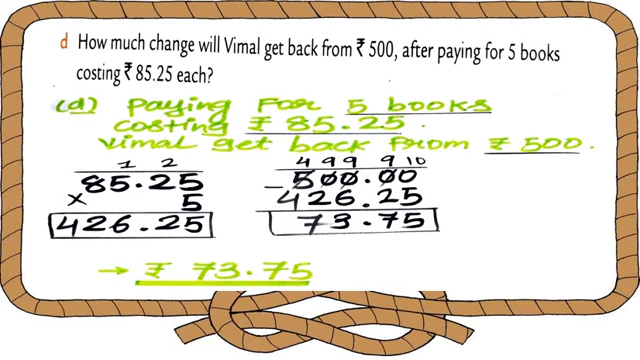 d How much change will Vimal get back from ₹ 500, after paying for 5 books
costing ₹ 85.25 each?
(d) Paying For 5 books
costing ₹ 85.25.
Vimal get back from ₹ 500.
1 2
85.25
× 5
426.25
4 9 9 9 10
500.00
- 426.25
73.75
→ ₹ 73.75